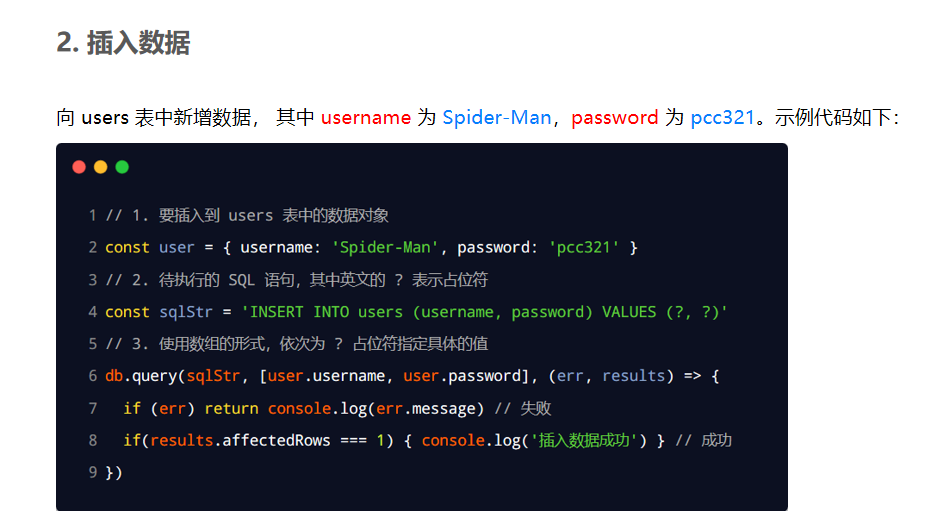 2. 插入数据
向 users 表中新增数据， 其中 username 为 Spider-Man，password 为 pcc321。示例代码如下：
1 // 1. 要插入到 users 表中的数据对象
2 const user = { username: 'Spider-Man', password: 'pcc321' }
3 // 2. 待执行的 SQL 语句，其中英文的 ? 表示占位符
4 const sqlStr = 'INSERT INTO users (username, password) VALUES (?, ?)'
5 // 3. 使用数组的形式，依次为 ? 占位符指定具体的值
6 db.query(sqlStr, [user.username, user.password], (err, results) => {
7   if (err) return console.log(err.message) // 失败
8   if(results.affectedRows === 1) { console.log('插入数据成功') } // 成功
9 })